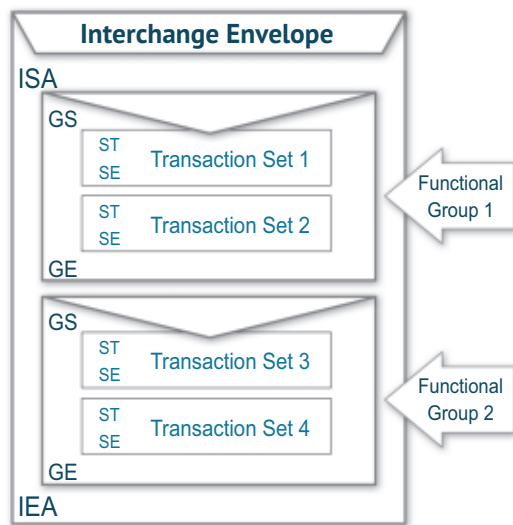 Interchange Envelope
ISA
GS
ST
Transaction Set 1
SE
ST
Transaction Set 2
SE
GE
Functional
Group 1
GS
ST
Transaction Set 3
SE
ST
Transaction Set 4
SE
GE
Functional
Group 2
IEA